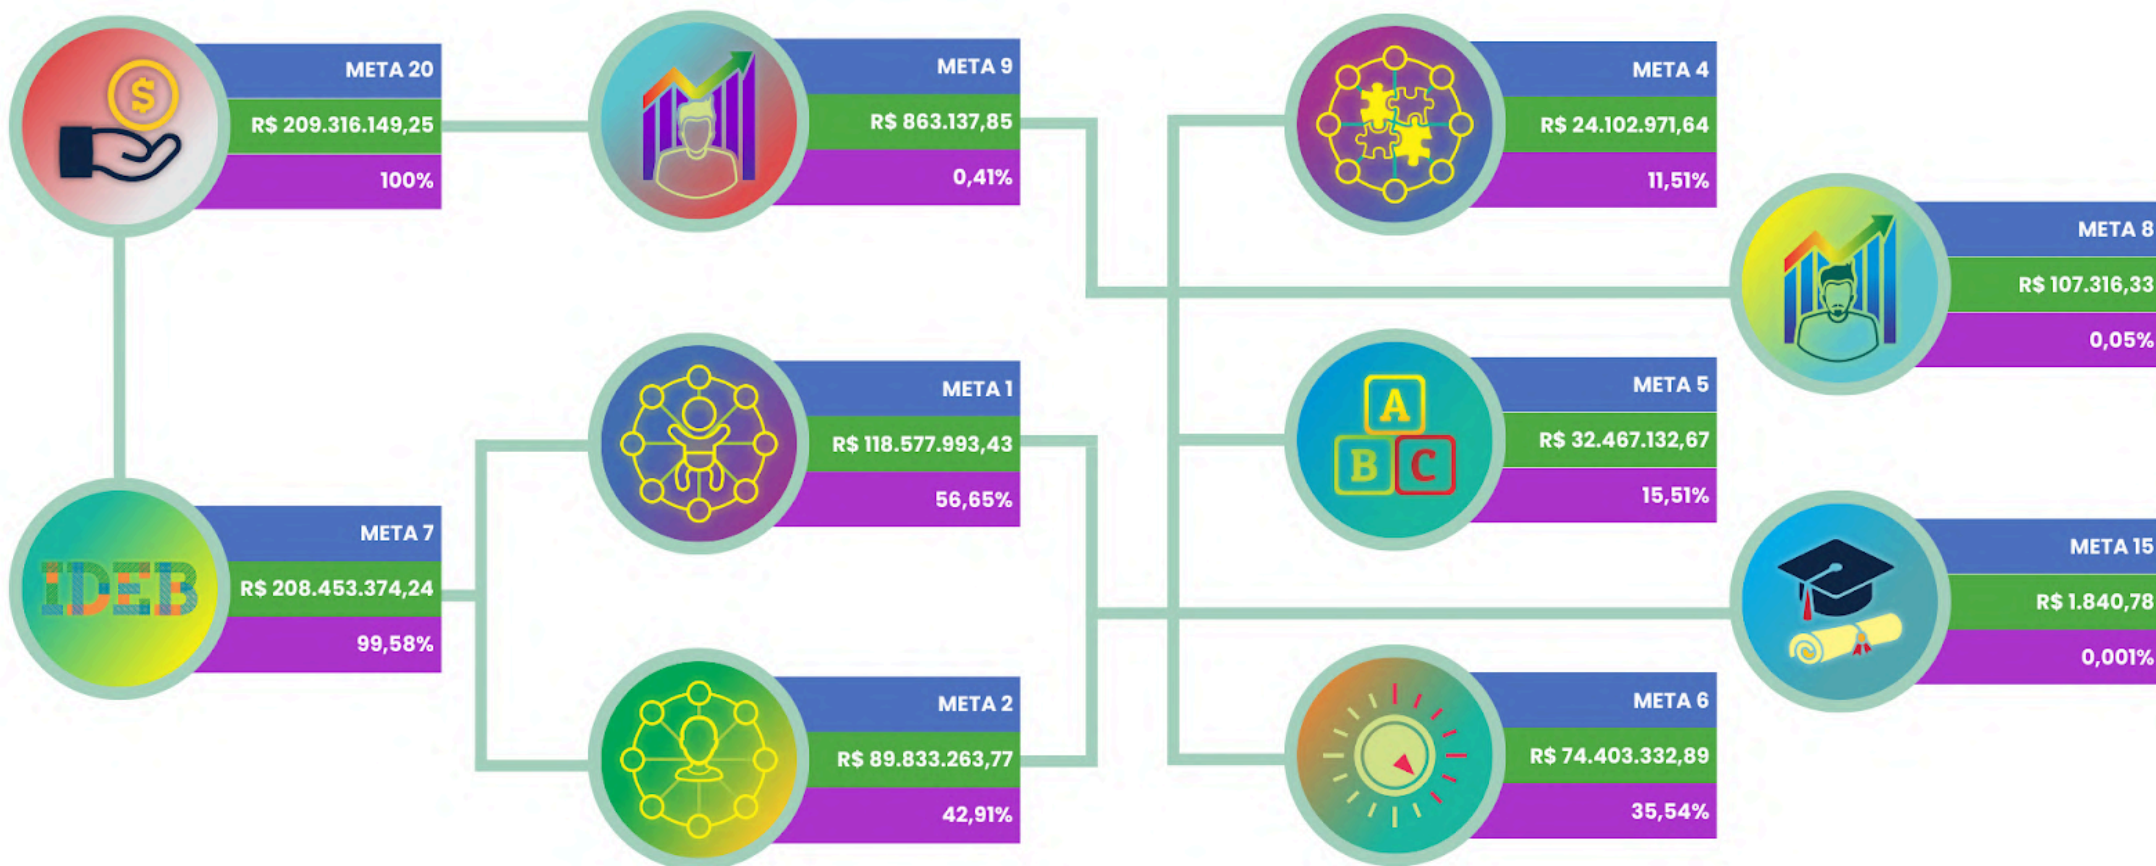 META 20
R$ 209.316.149,25
100%
META 9
R$ 863.137,85
0,41%
META 4
R$ 24.102.971,64
11,51%
META 8
R$ 107.316,33
0,05%
META 7
IDEB
R$ 208.453.374,24
99,58%
META 1
R$ 118.577.993,43
56,65%
META 2
R$ 89.833.263,77
42,91%
META 5
A
B C
R$ 32.467.132,67
15,51%
META 15
R$ 1.840,78
0,001%
META 6
R$ 74.403.332,89
35,54%